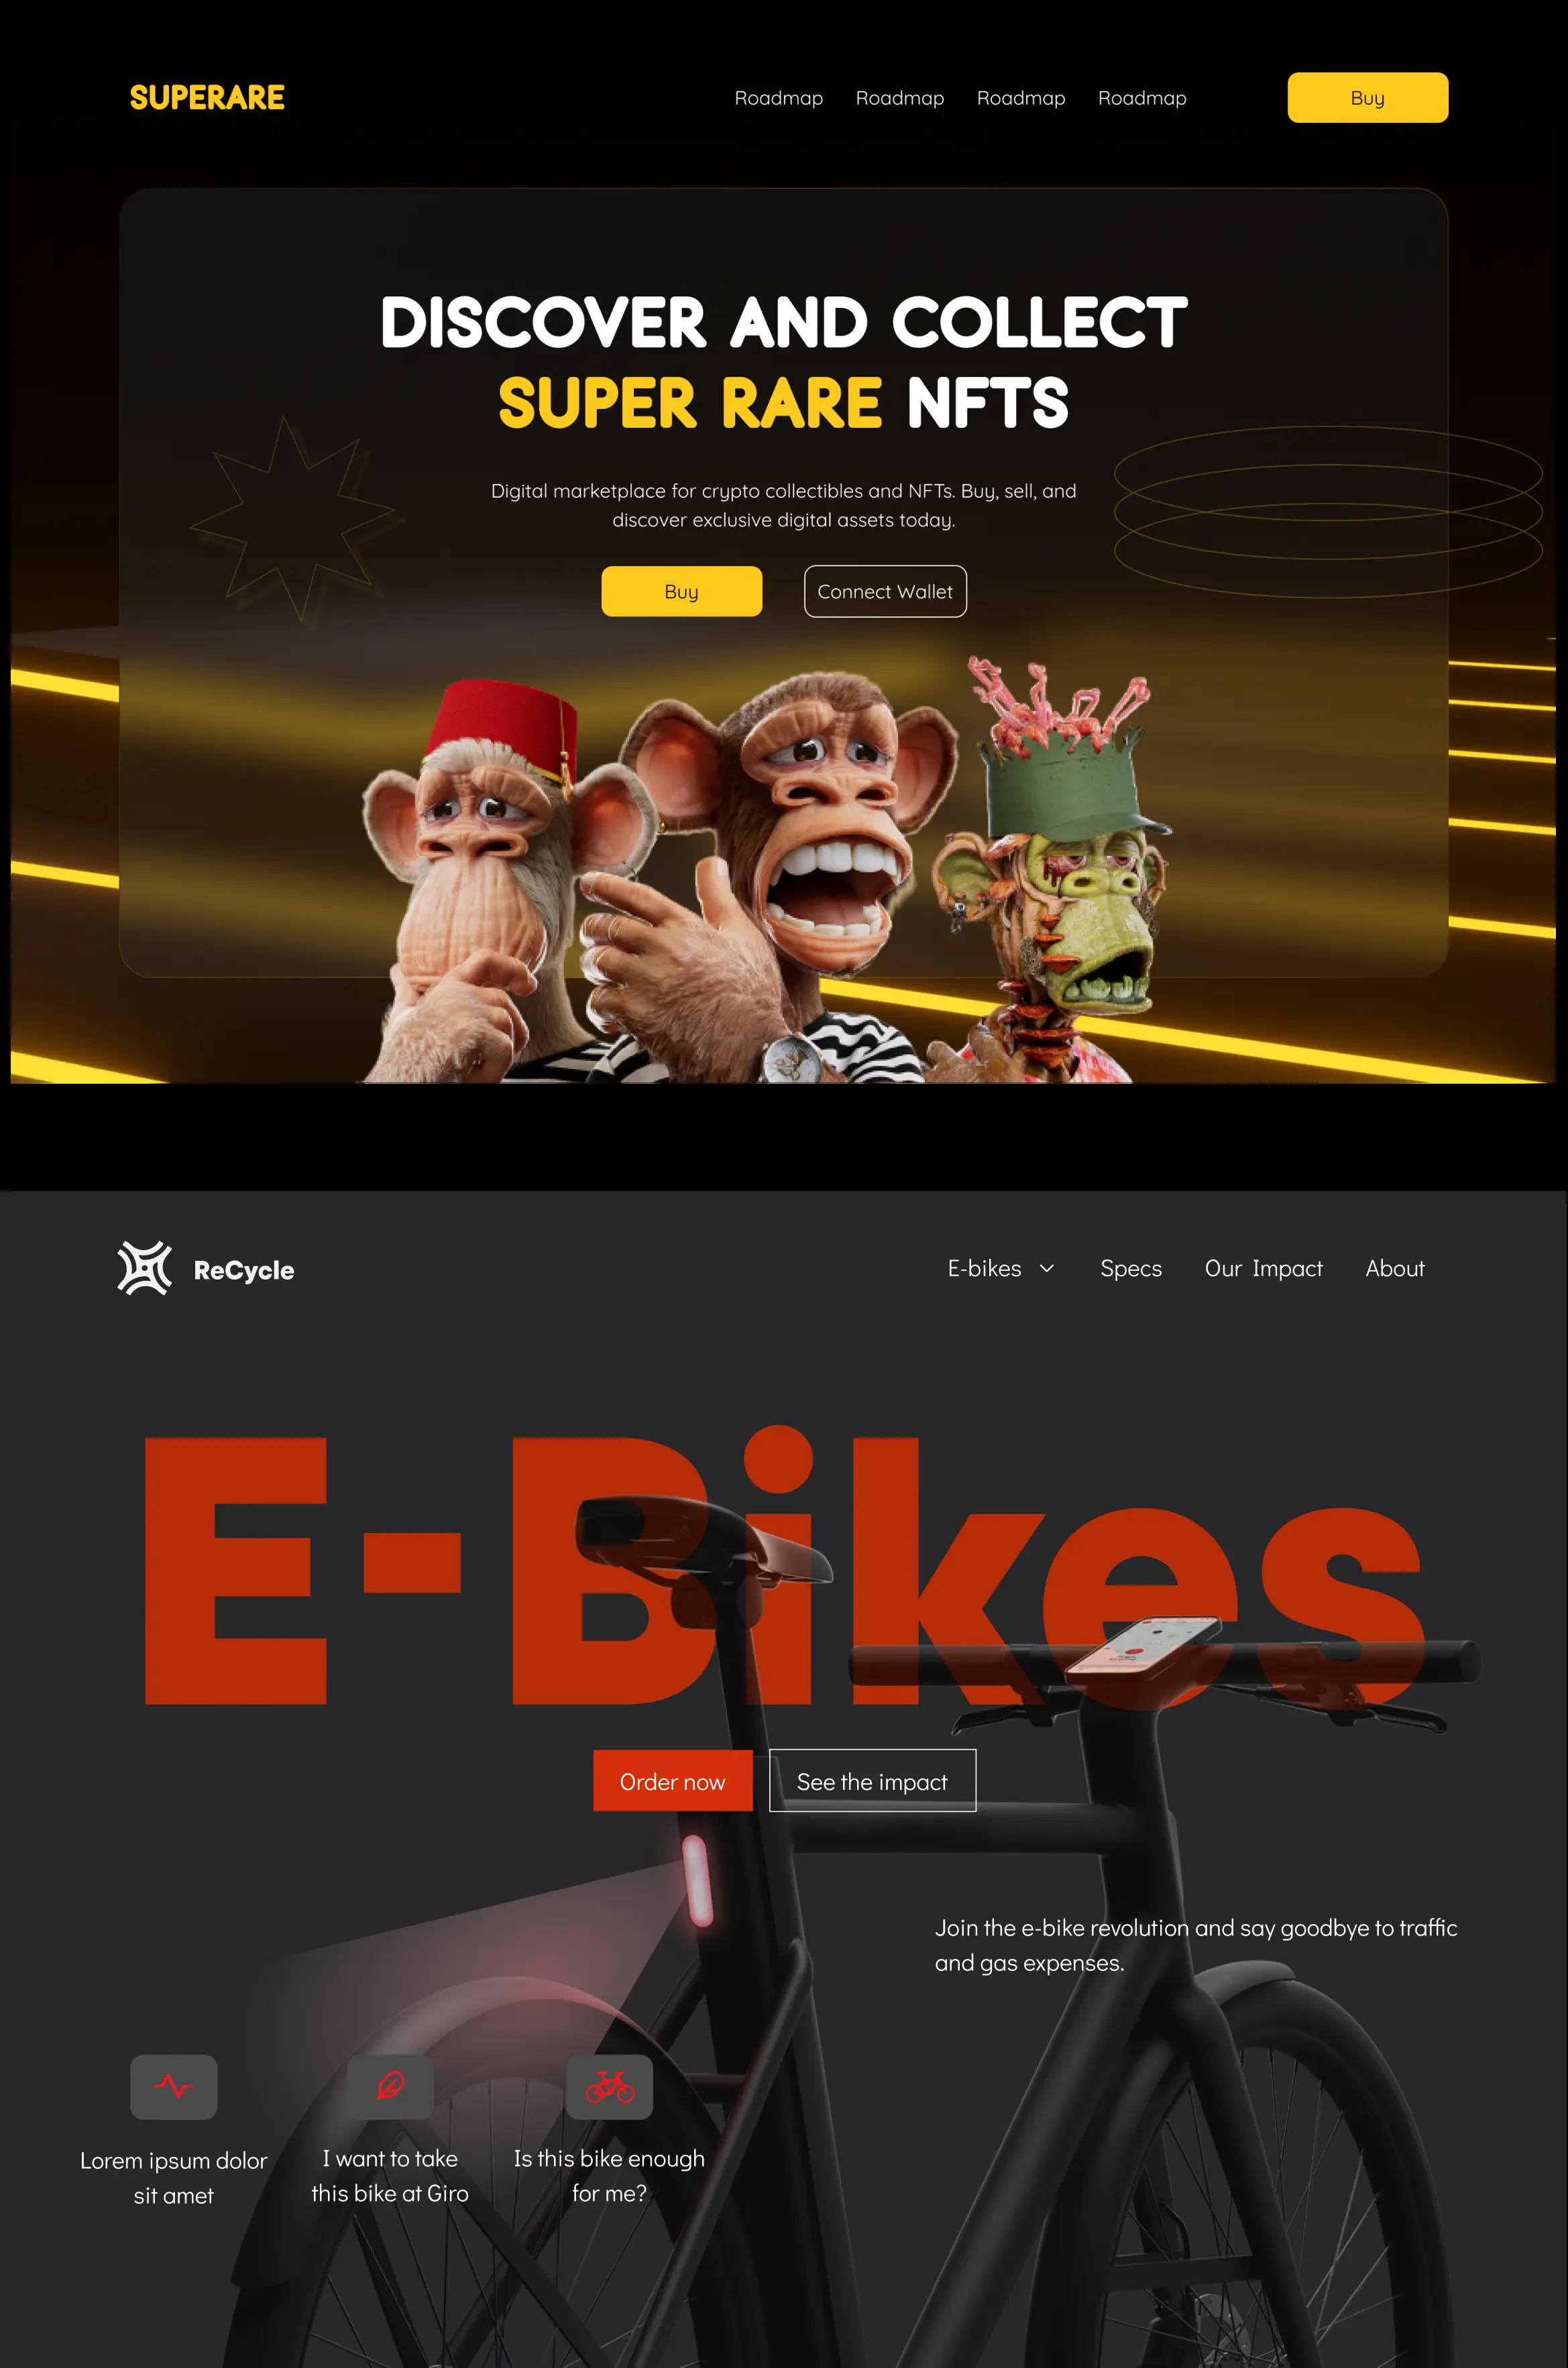 SUPERARE
Roadmap Roadmap Roadmap Roadmap
Buy
DISCOVER AND COLLECT
SUPER RARE NFTS
Digital marketplace for crypto collectibles and NFTs. Buy, sell, and
discover exclusive digital assets today.
Buy
Connect Wallet
ReCycle
E-bikes Specs Our Impact About
E-Bikes
Order now
See the impact
Join the e-bike revolution and say goodbye to traffic
and gas expenses.
Lorem ipsum dolor
sit amet
I want to take
this bike at Giro
Is this bike enough
for me?